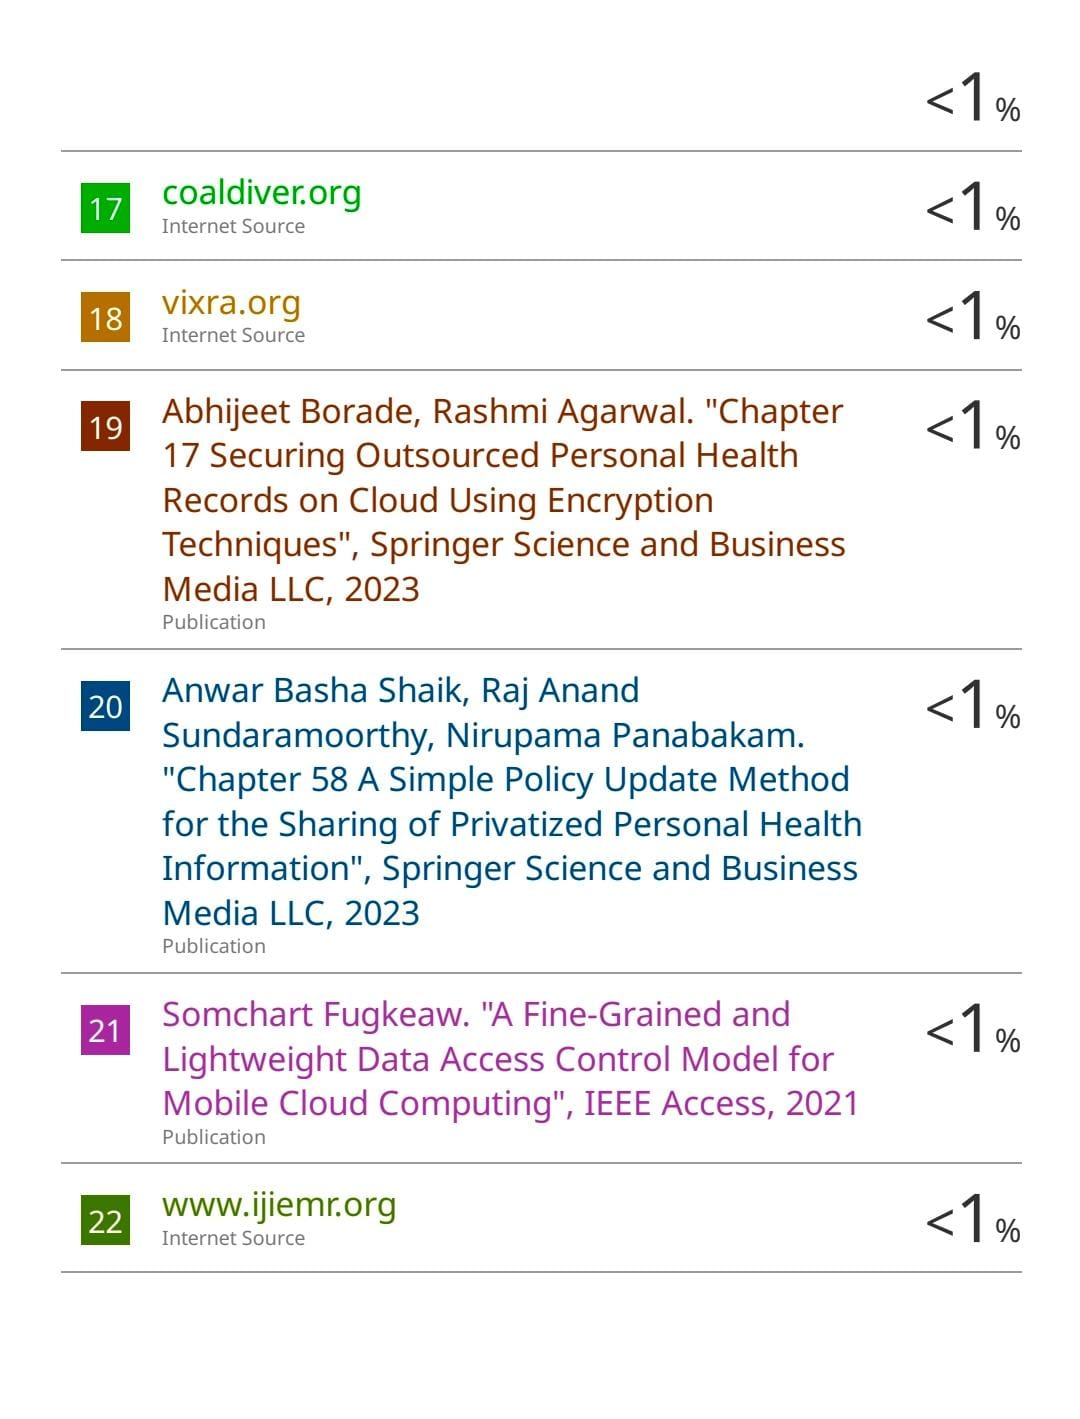 <1%
17 coaldiver.org <1%
Internet Source
18 vixra.org <1%
Internet Source
19 Abhijeet Borade, Rashmi Agarwal. "Chapter <1%
17 Securing Outsourced Personal Health
Records on Cloud Using Encryption
Techniques", Springer Science and Business
Media LLC, 2023
Publication
20 Anwar Basha Shaik, Raj Anand <1%
Sundaramoorthy, Nirupama Panabakam.
"Chapter 58 A Simple Policy Update Method
for the Sharing of Privatized Personal Health
Information", Springer Science and Business
Media LLC, 2023
Publication
21 Somchart Fugkeaw. "A Fine-Grained and <1%
Lightweight Data Access Control Model for
Mobile Cloud Computing", IEEE Access, 2021
Publication
22 www.ijiemr.org <1%
Internet Source